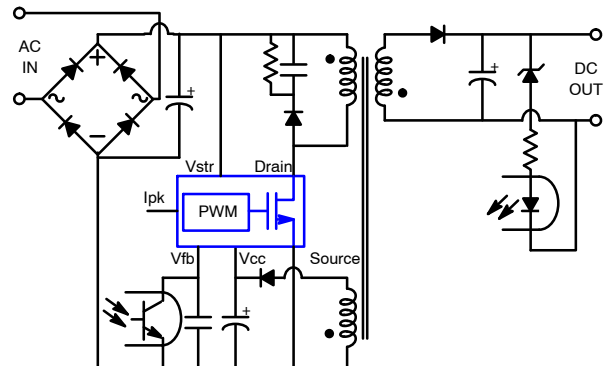 AC
IN
+
−
+
+
DC
OUT
Vstr
Drain
Ipk
PWM
Vfb
Vcc
Source
+